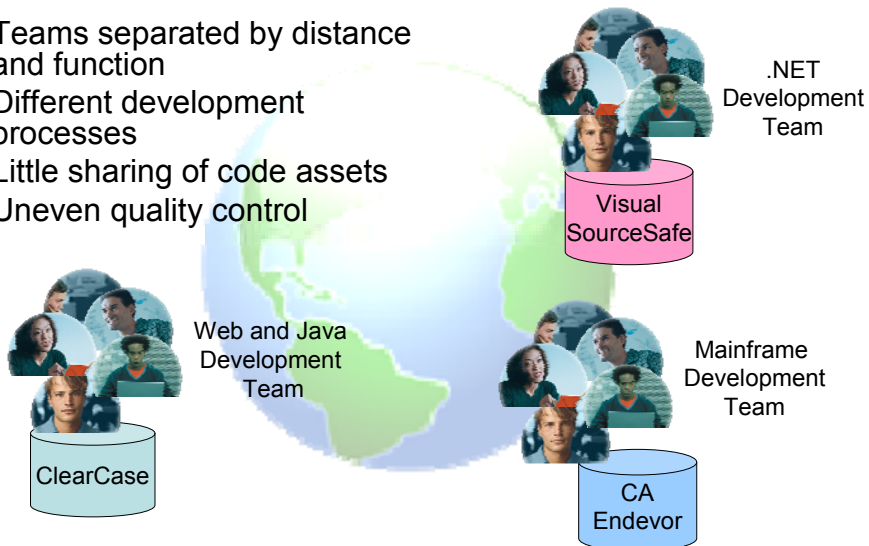 Teams separated by distance
and function
Different development
processes
Little sharing of code assets
Uneven quality control
.NET
Development
Team
Visual
SourceSafe
Web and Java
Development
Team
ClearCase
Mainframe
Development
Team
CA
Endevor